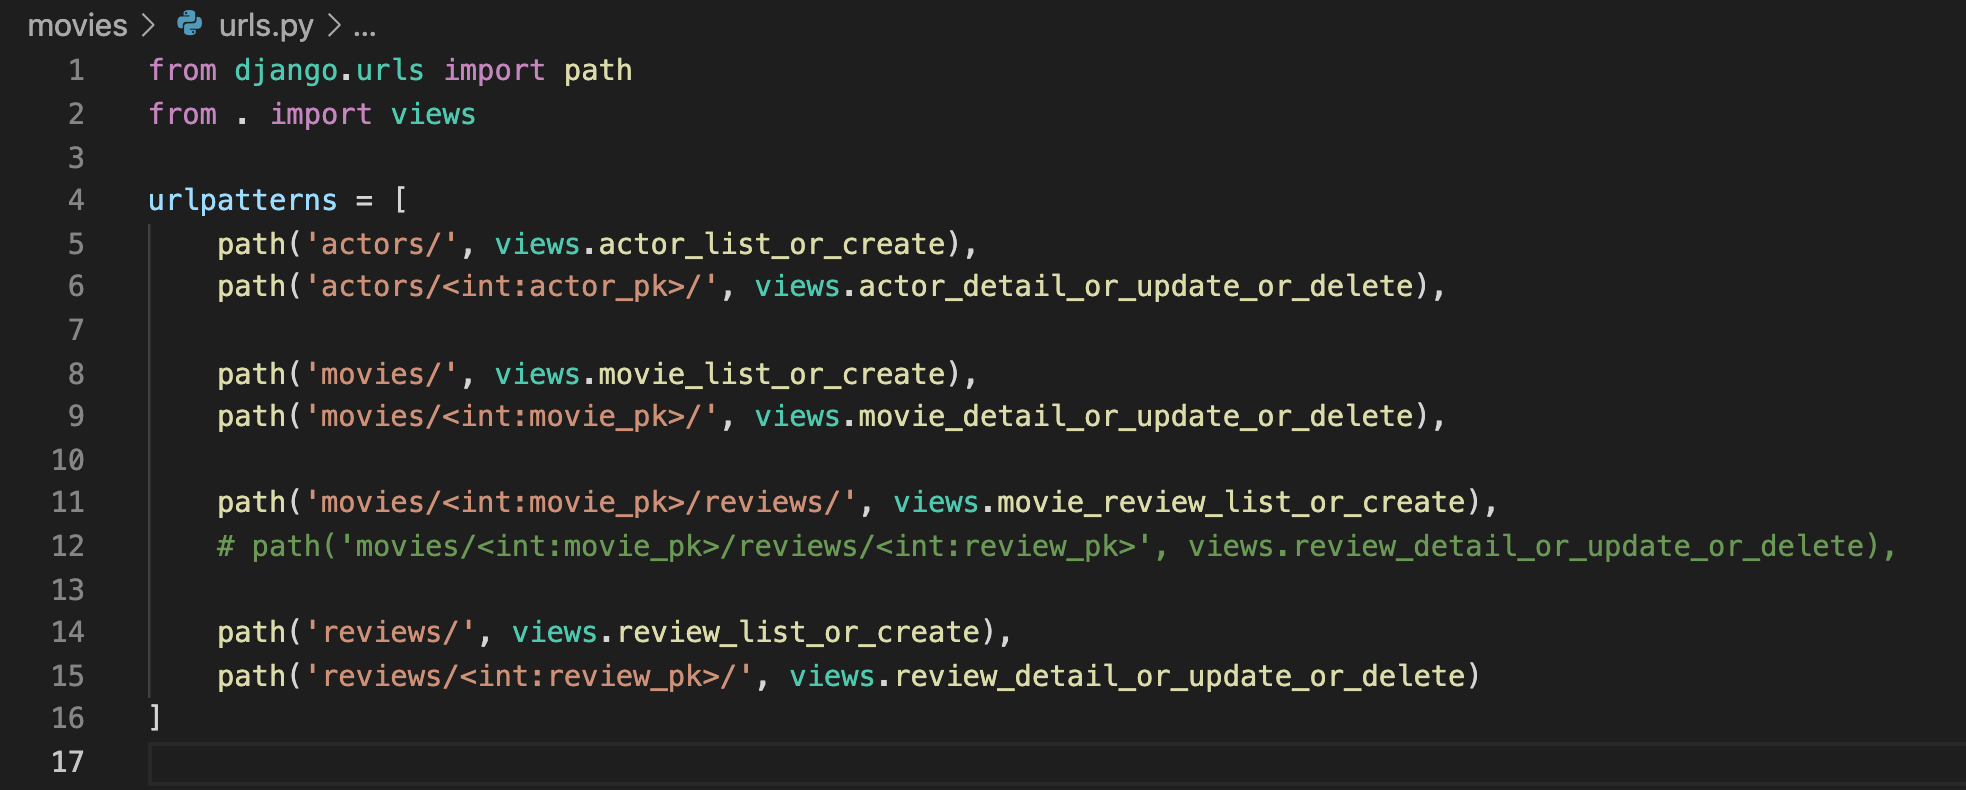 movies > urls.py > ...
1 from django.urls import path
2 from . import views
3
4 urlpatterns = [
5     path('actors/', views.actor_list_or_create),
6     path('actors/<int:actor_pk>/', views.actor_detail_or_update_or_delete),
7
8     path('movies/', views.movie_list_or_create),
9     path('movies/<int:movie_pk>/', views.movie_detail_or_update_or_delete),
10
11     path('movies/<int:movie_pk>/reviews/', views.movie_review_list_or_create),
12     # path('movies/<int:movie_pk>/reviews/<int:review_pk>', views.review_detail_or_update_or_delete),
13
14     path('reviews/', views.review_list_or_create),
15     path('reviews/<int:review_pk>/', views.review_detail_or_update_or_delete)
16 ]
17